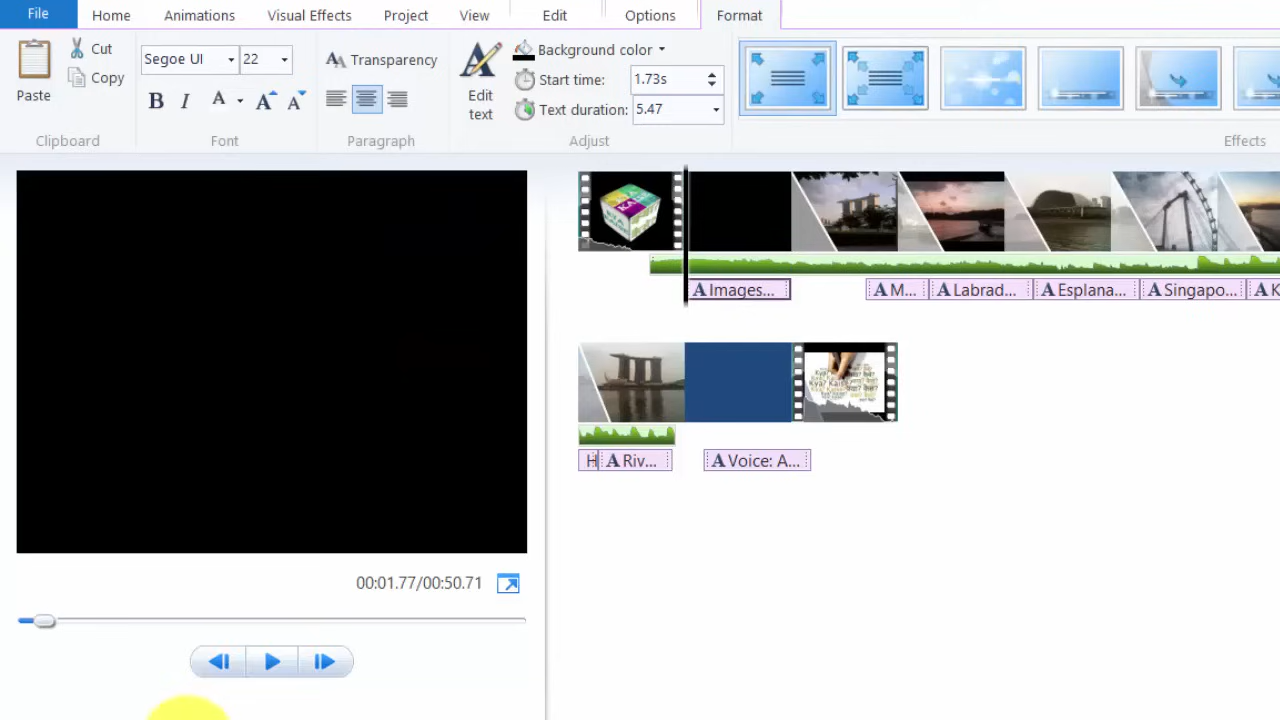 File Home Animations Visual Effects Project View Edit Options Format
Paste
Cut
Copy
Clipboard
Segoe UI 22
B I A A A
Font
Transparency
Paragraph
Edit
text
Background color
Start time: 1.73s
Text duration: 5.47
Adjust
Effects
A Images... A M... A Labrad... A Esplana... A Singapo... A K
H A Riv... A Voice: A...
00:01.77/00:50.71